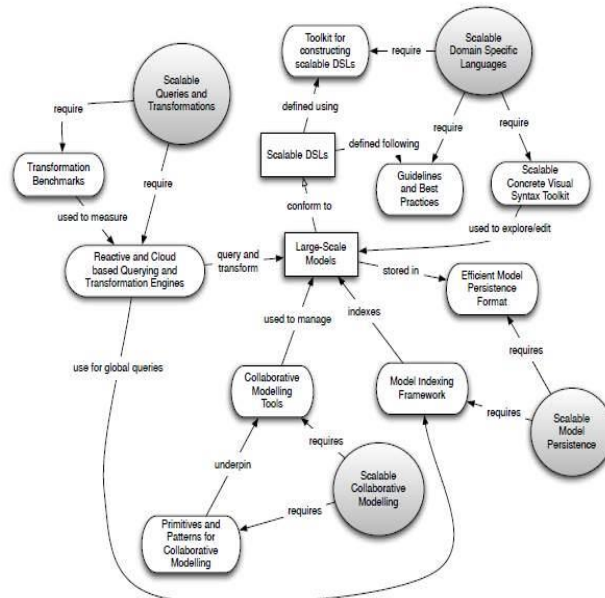 Toolkit for
constructing
scalable DSLs
require
Scalable
Domain Specific
Languages
Scalable
Queries and
Transformations
require
defined using
require
require
Transformation
Benchmarks
require
Scalable DSLs
defined following
Guidelines
and Best
Practices
Scalable
Concrete Visual
Syntax Toolkit
used to measure
conform to
used to explore/edit
Reactive and Cloud
based Querying and
Transformation Engines
query and
transform
Large-Scale
Models
stored in
Efficient Model
Persistence
Format
used to manage
indexes
requires
use for global queries
Collaborative
Modelling
Tools
Model Indexing
Framework
requires
Scalable
Model
Persistence
requires
underpin
Scalable
Collaborative
Modelling
requires
Primitives and
Patterns for
Collaborative
Modelling